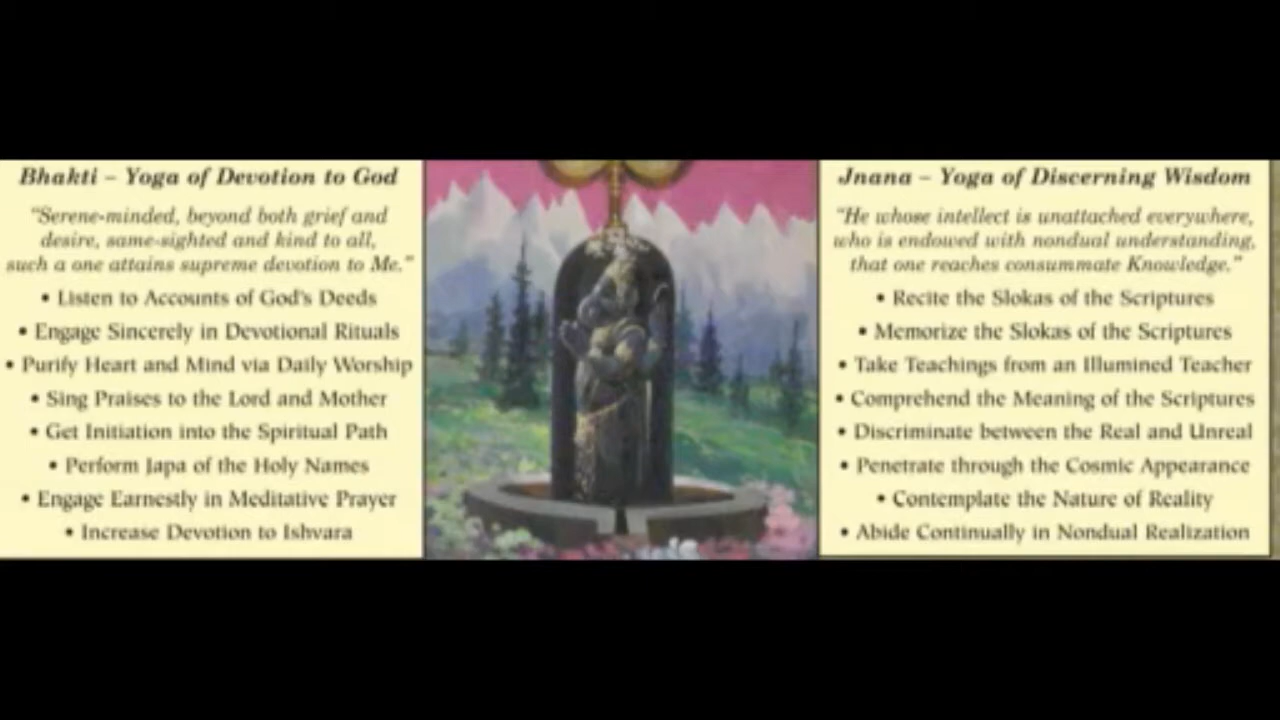 Bhakti – Yoga of Devotion to God
"Serene-minded, beyond both grief and
desire, same-sighted and kind to all,
such a one attains supreme devotion to Me."
• Listen to Accounts of God's Deeds
• Engage Sincerely in Devotional Rituals
• Purify Heart and Mind via Daily Worship
• Sing Praises to the Lord and Mother
• Get Initiation into the Spiritual Path
• Perform Japa of the Holy Names
• Engage Earnestly in Meditative Prayer
• Increase Devotion to Ishvara
Jnana – Yoga of Discerning Wisdom
"He whose intellect is unattached everywhere,
who is endowed with nondual understanding,
that one reaches consummate Knowledge."
• Recite the Slokas of the Scriptures
• Memorize the Slokas of the Scriptures
• Take Teachings from an Illumined Teacher
• Comprehend the Meaning of the Scriptures
• Discriminate between the Real and Unreal
• Penetrate through the Cosmic Appearance
• Contemplate the Nature of Reality
• Abide Continually in Nondual Realization